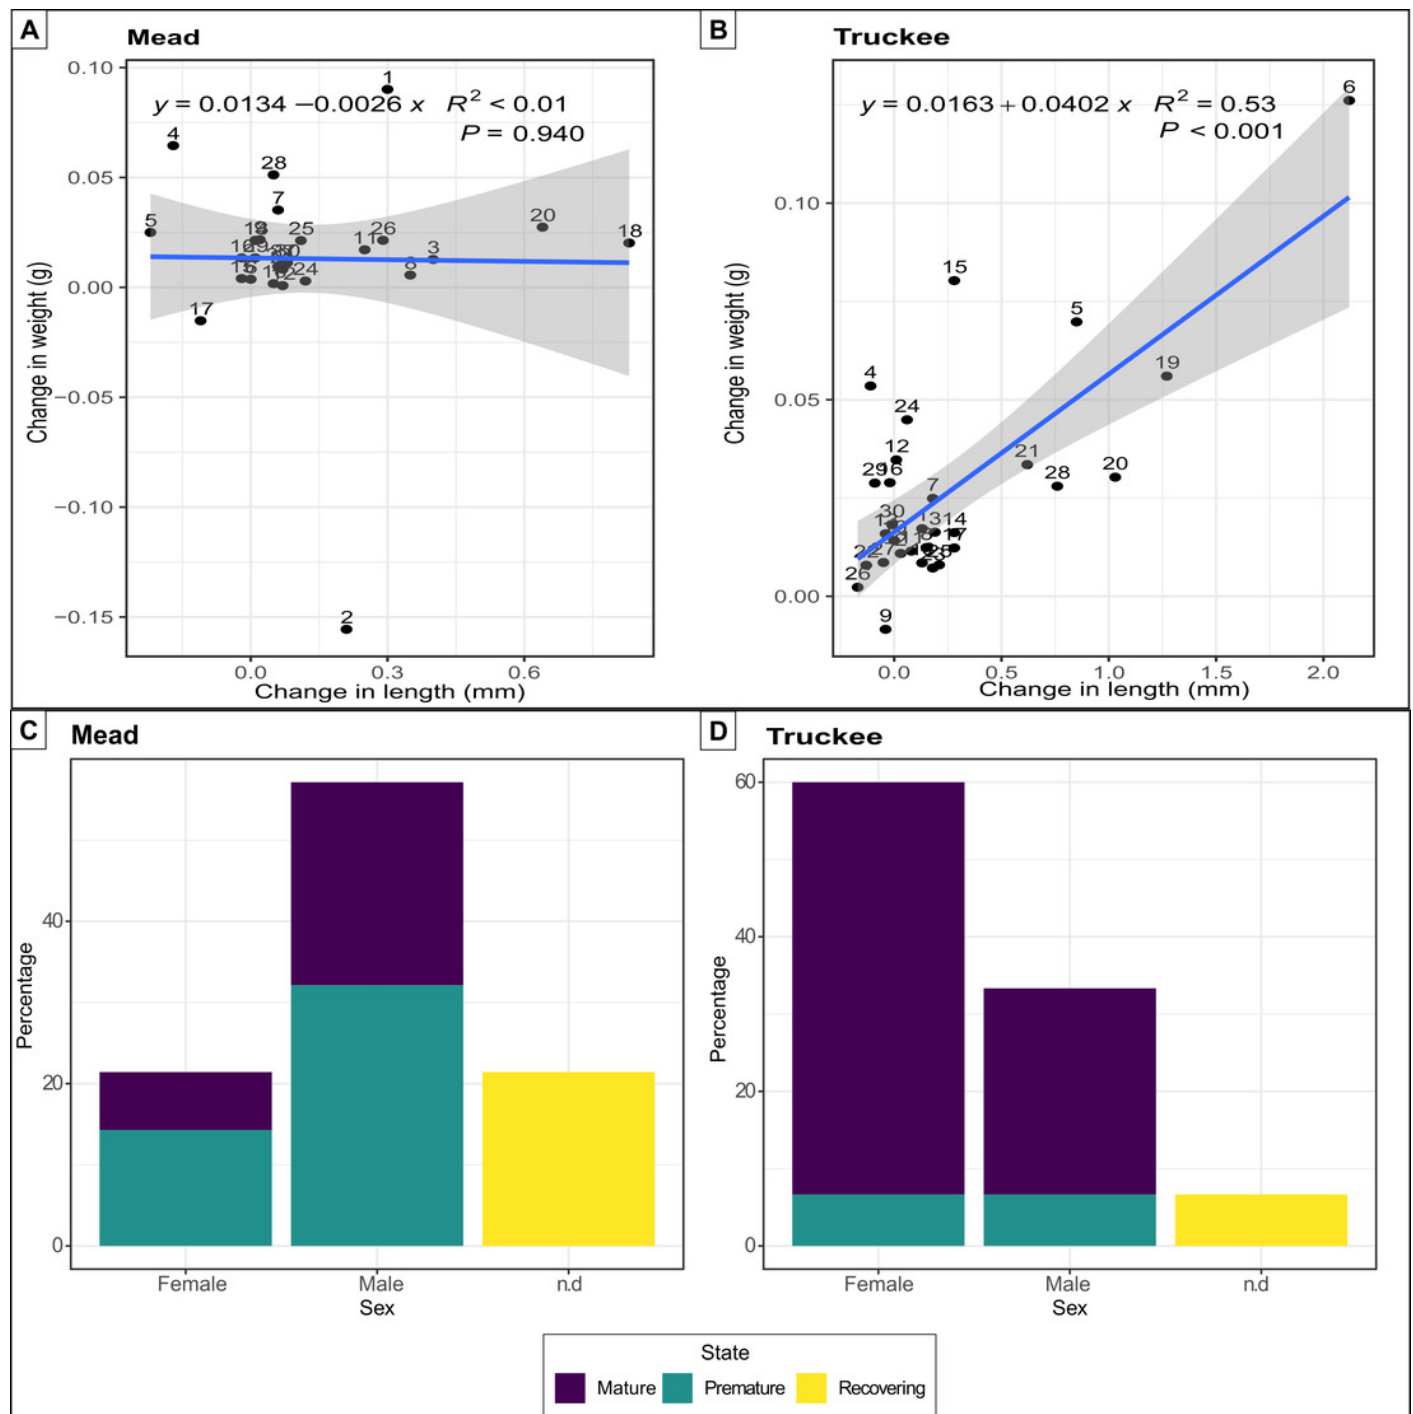 A
Mead
y = 0.0134 −0.0026 x R² < 0.01
P = 0.940
0.10
0.05
0.00
−0.05
−0.10
−0.15
Change in weight (g)
1
4
28
7
5
25
26
20
18
11
3
8
24
17
2
0.0 0.3 0.6
Change in length (mm)
B
Truckee
y = 0.0163 + 0.0402 x R² = 0.53
P < 0.001
0.10
0.05
0.00
Change in weight (g)
6
15
5
19
4
24
12
21
28
20
29
16
7
30
1
3
14
17
26
9
0.0 0.5 1.0 1.5 2.0
Change in length (mm)
C
Mead
40
20
0
Percentage
Female Male n.d
Sex
D
Truckee
60
40
20
0
Percentage
Female Male n.d
Sex
State
Mature Premature Recovering